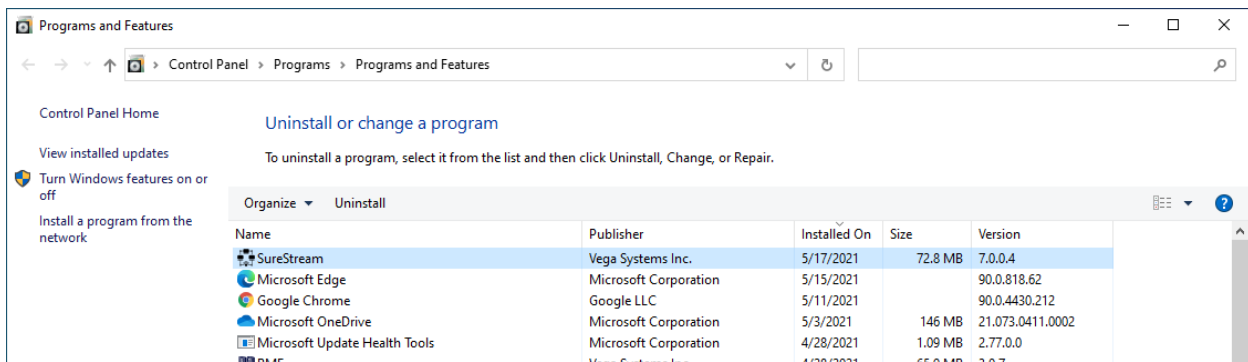 Programs and Features
Control Panel > Programs > Programs and Features
Control Panel Home
View installed updates
Turn Windows features on or
off
Install a program from the
network
Uninstall or change a program
To uninstall a program, select it from the list and then click Uninstall, Change, or Repair.
Organize Uninstall
Name Publisher Installed On Size Version
SureStream Vega Systems Inc. 5/17/2021 72.8 MB 7.0.0.4
Microsoft Edge Microsoft Corporation 5/15/2021 90.0.818.62
Google Chrome Google LLC 5/11/2021 90.0.4430.212
Microsoft OneDrive Microsoft Corporation 5/3/2021 146 MB 21.073.0411.0002
Microsoft Update Health Tools Microsoft Corporation 4/28/2021 1.09 MB 2.77.0.0